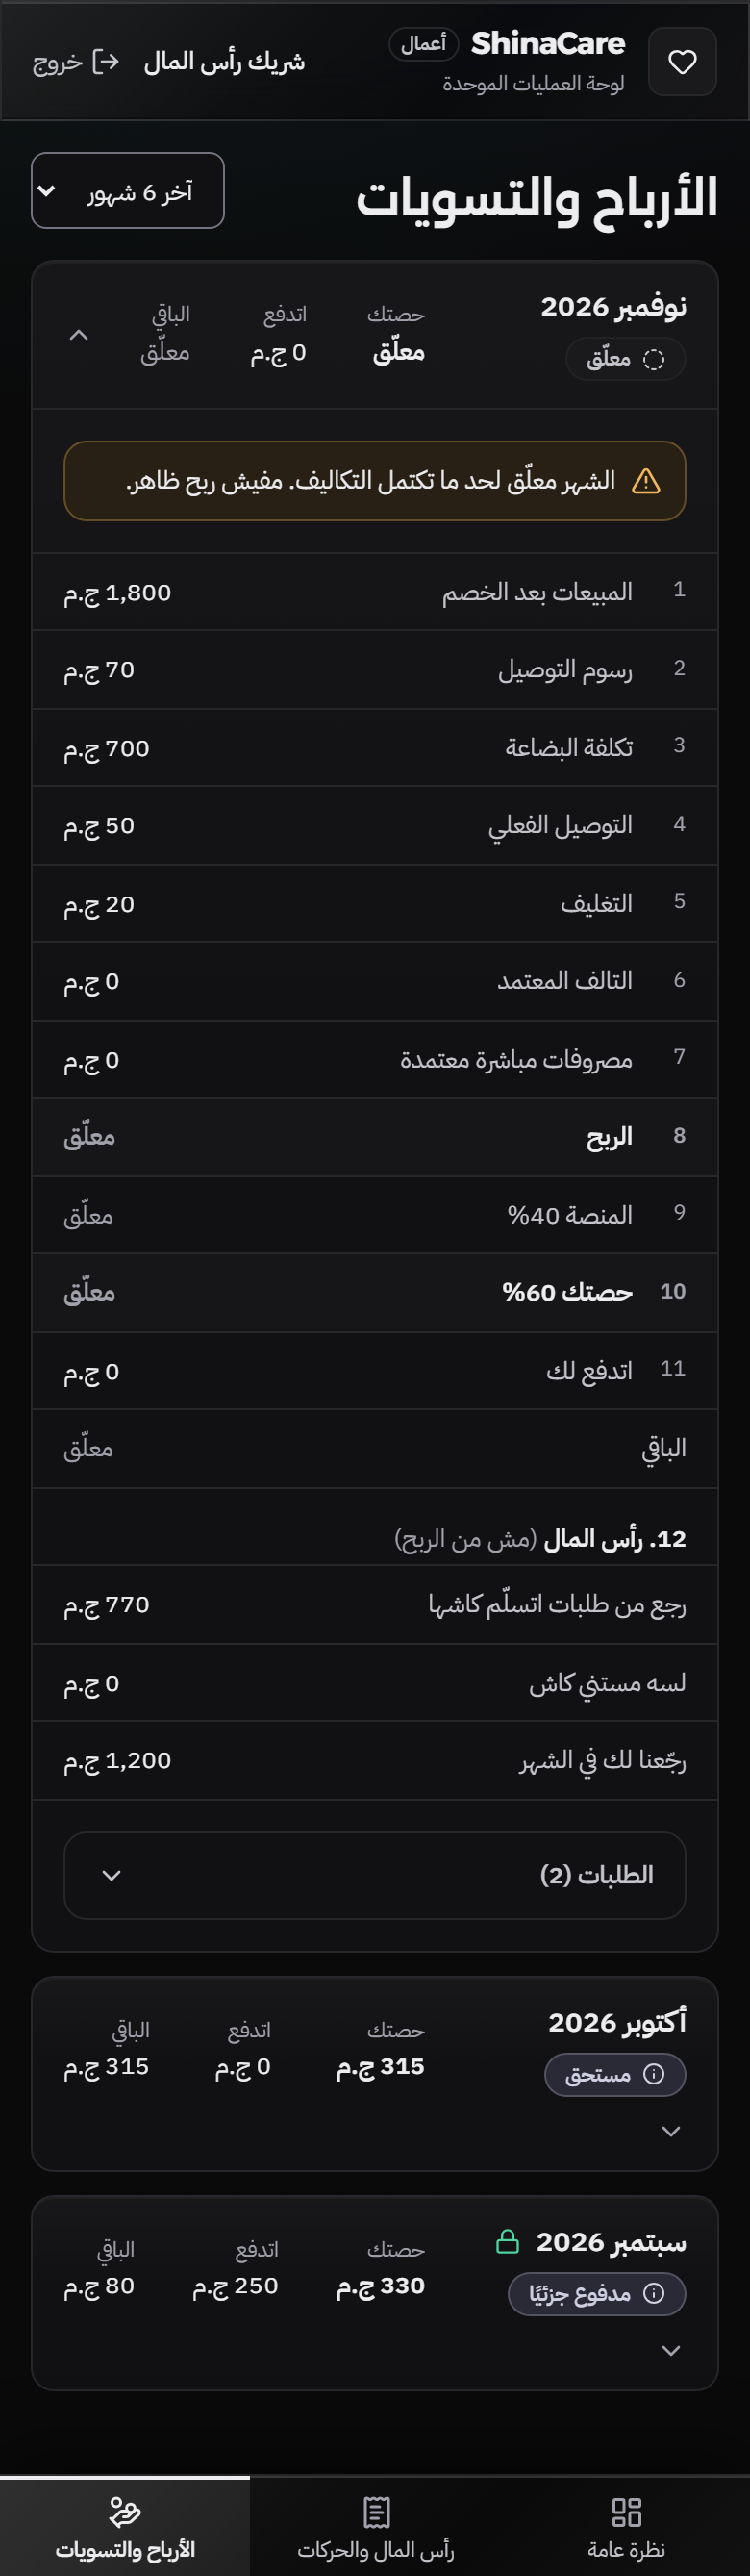 ShinaCare أعمال
لوحة العمليات الموحدة
شريك رأس المال
خروج
الأرباح والتسويات
آخر 6 شهور
نوفمبر 2026
معلّق
حصتك
معلّق
اتدفع
0 ج.م
الباقي
معلّق
الشهر معلّق لحد ما تكتمل التكاليف. مفيش ربح ظاهر.
1 المبيعات بعد الخصم 1,800 ج.م
2 رسوم التوصيل 70 ج.م
3 تكلفة البضاعة 700 ج.م
4 التوصيل الفعلي 50 ج.م
5 التغليف 20 ج.م
6 التالف المعتمد 0 ج.م
7 مصروفات مباشرة معتمدة 0 ج.م
8 الربح معلّق
9 المنصة 40% معلّق
10 حصتك 60% معلّق
11 اتدفع لك 0 ج.م
الباقي معلّق
12. رأس المال (مش من الربح)
رجع من طلبات اتسلّم كاشها 770 ج.م
لسه مستني كاش 0 ج.م
رجّعنا لك في الشهر 1,200 ج.م
الطلبات (2)
أكتوبر 2026
مستحق
حصتك
315 ج.م
اتدفع
0 ج.م
الباقي
315 ج.م
سبتمبر 2026
مدفوع جزئيًا
حصتك
330 ج.م
اتدفع
250 ج.م
الباقي
80 ج.م
نظرة عامة
رأس المال والحركات
الأرباح والتسويات